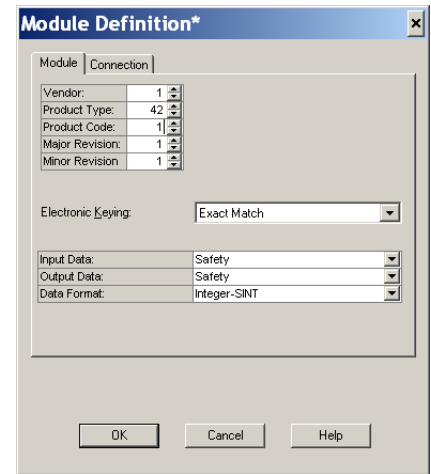 Module Definition*
Module Connection
Vendor: 1
Product Type: 42
Product Code: 1
Major Revision: 1
Minor Revision 1
Electronic Keying: Exact Match
Input Data: Safety
Output Data: Safety
Data Format: Integer-SINT
OK Cancel Help